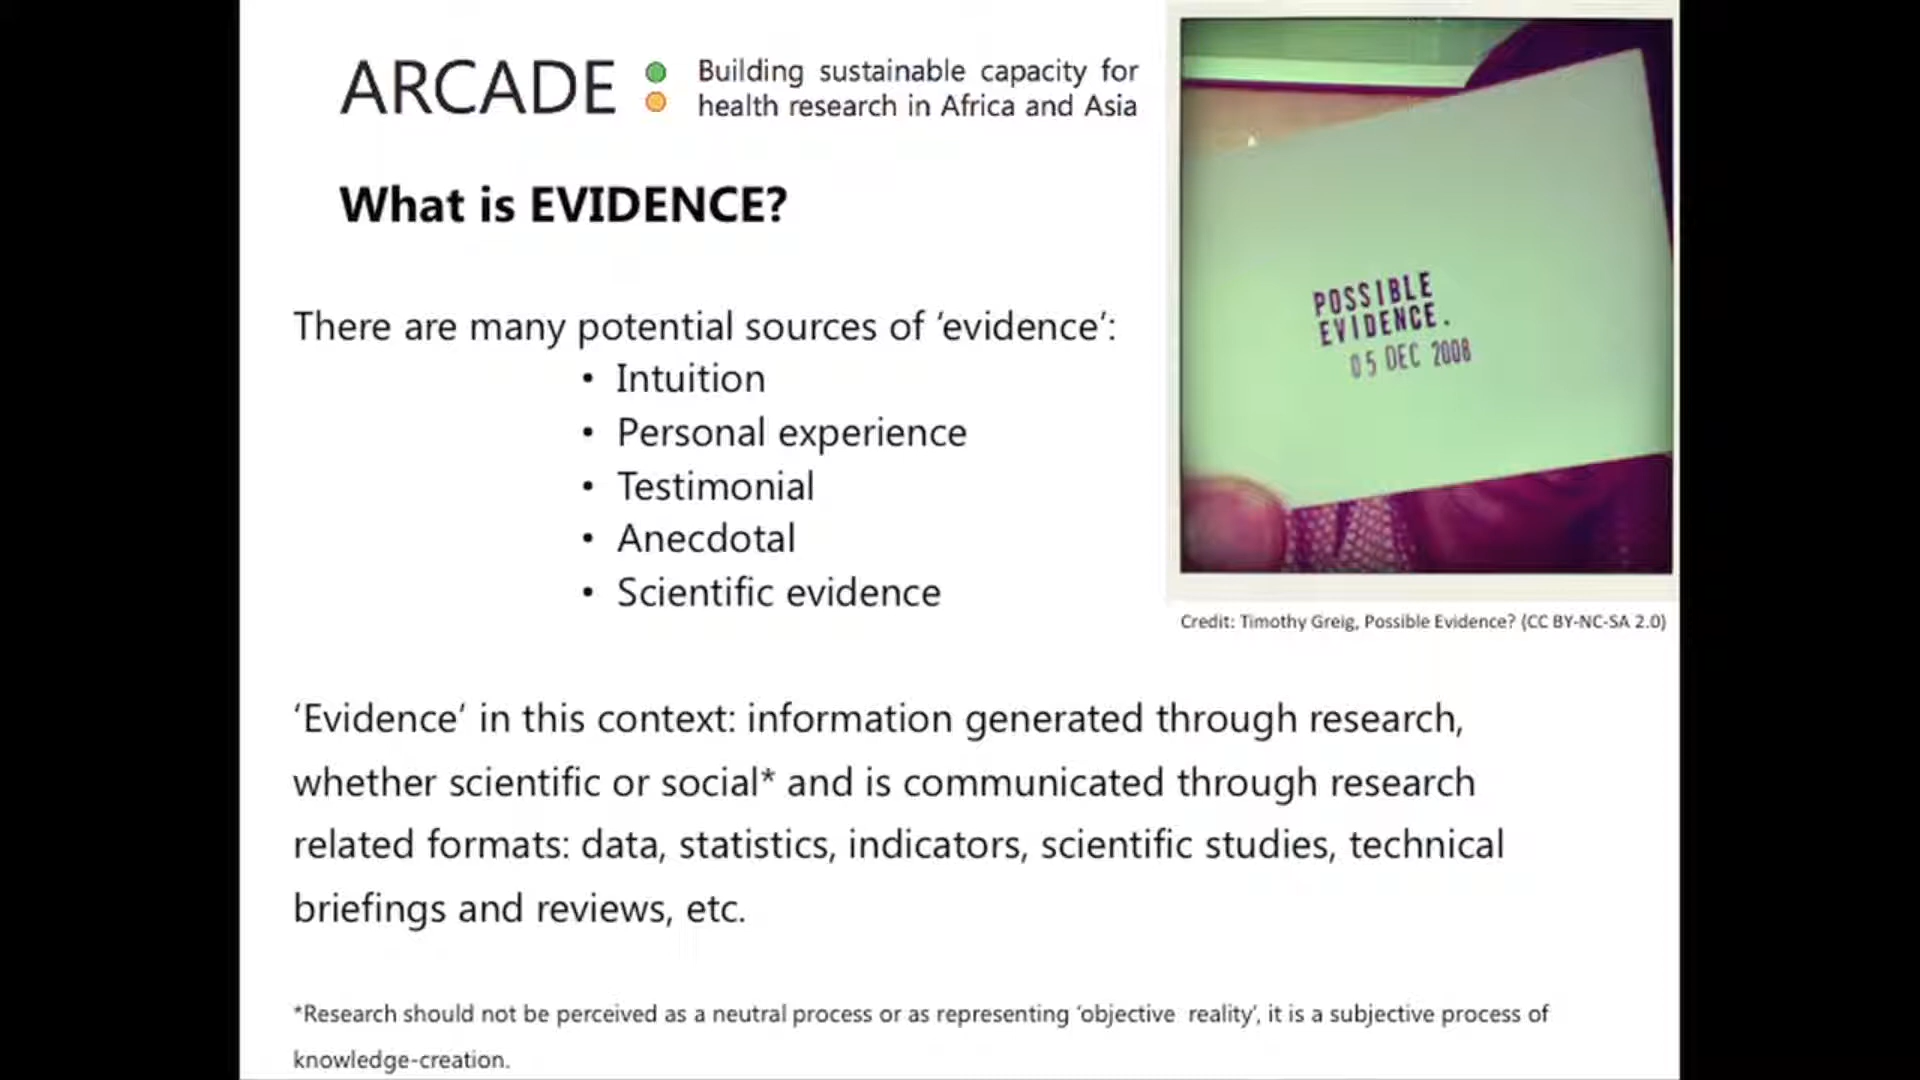 ARCADE
Building sustainable capacity for
health research in Africa and Asia
What is EVIDENCE?
There are many potential sources of ‘evidence’:
• Intuition
• Personal experience
• Testimonial
• Anecdotal
• Scientific evidence
POSSIBLE
EVIDENCE.
05 DEC 2008
Credit: Timothy Greig, Possible Evidence? (CC BY-NC-SA 2.0)
‘Evidence’ in this context: information generated through research,
whether scientific or social* and is communicated through research
related formats: data, statistics, indicators, scientific studies, technical
briefings and reviews, etc.
*Research should not be perceived as a neutral process or as representing ‘objective reality’, it is a subjective process of
knowledge-creation.